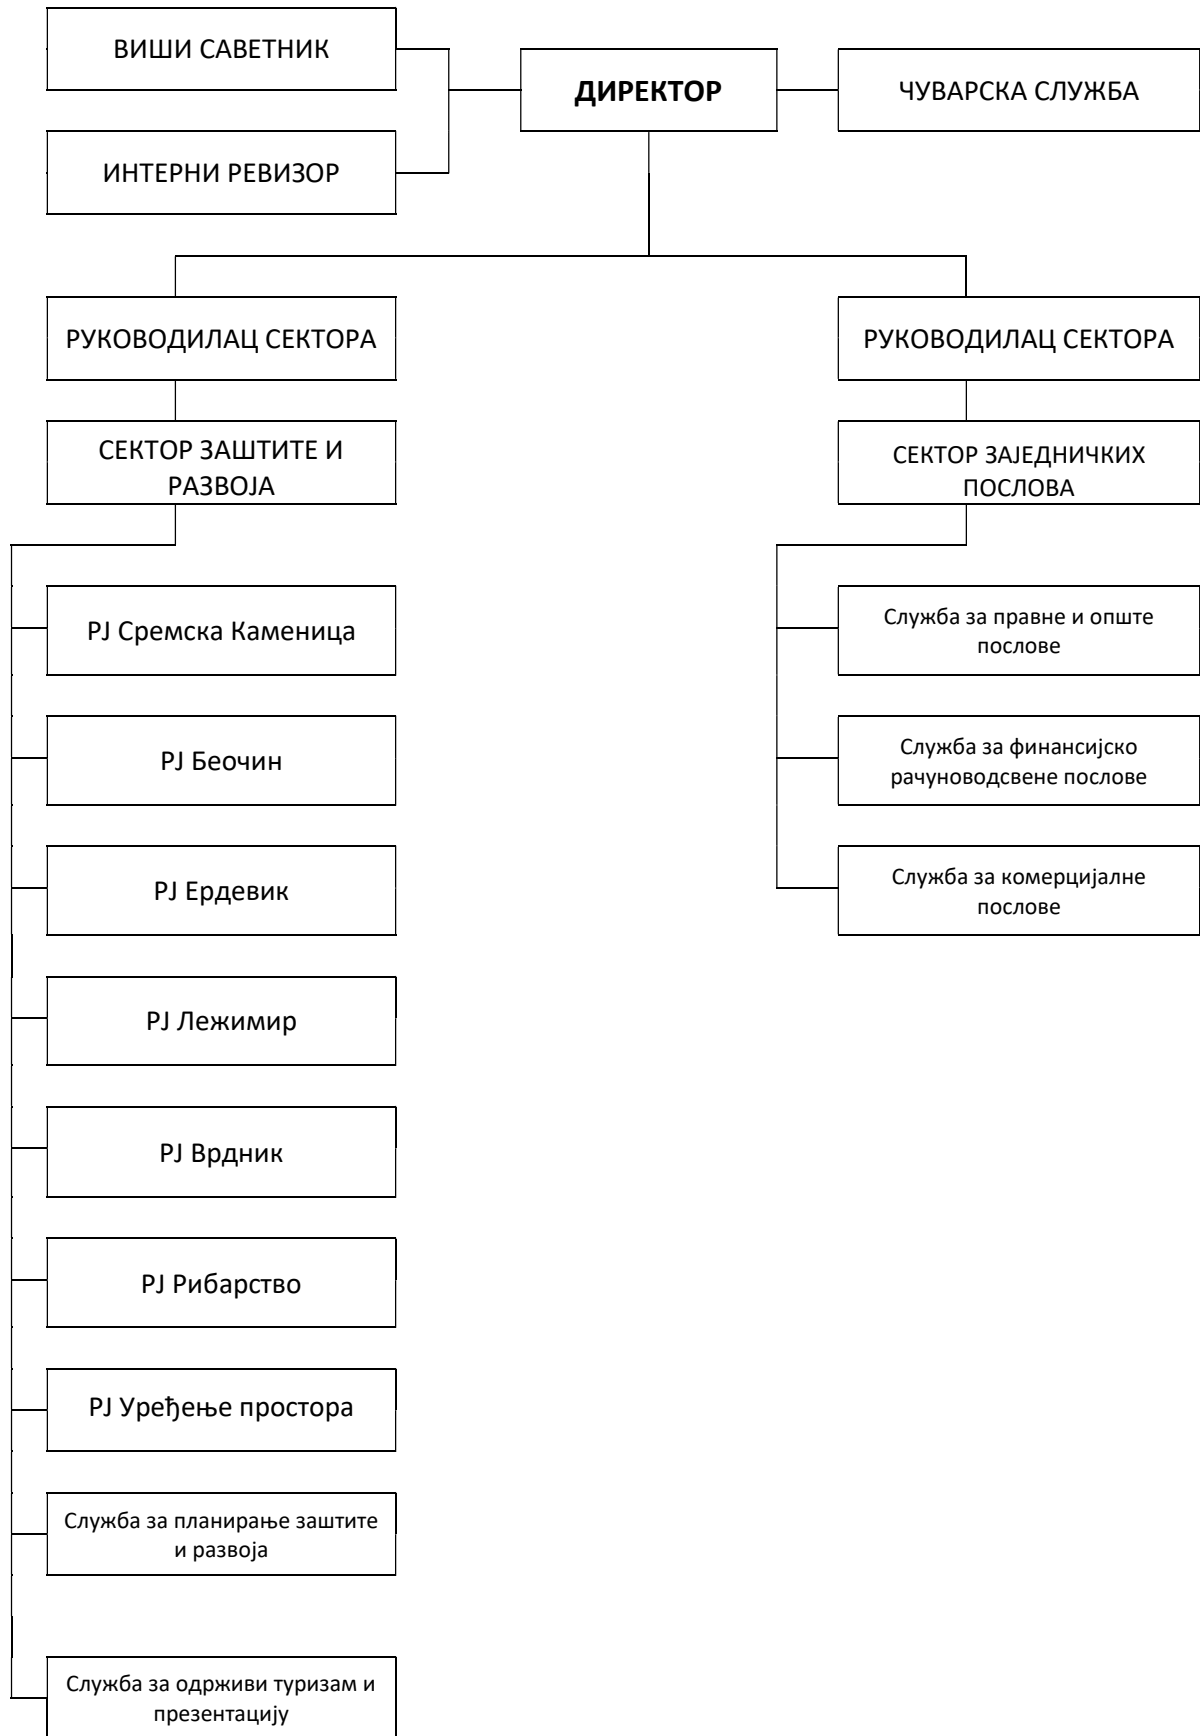 ВИШИ САВЕТНИК
ДИРЕКТОР
ЧУВАРСКА СЛУЖБА
ИНТЕРНИ РЕВИЗОР
РУКОВОДИЛАЦ СЕКТОРА
РУКОВОДИЛАЦ СЕКТОРА
СЕКТОР ЗАШТИТЕ И
РАЗВОЈА
СЕКТОР ЗАЈЕДНИЧКИХ
ПОСЛОВА
РЈ Сремска Каменица
Служба за правне и опште
послове
РЈ Беочин
Служба за финансијско
рачуноводсвене послове
РЈ Ердевик
Служба за комерцијалне
послове
РЈ Лежимир
РЈ Врдник
РЈ Рибарство
РЈ Уређење простора
Служба за планирање заштите
и развоја
Служба за одрживи туризам и
презентацију